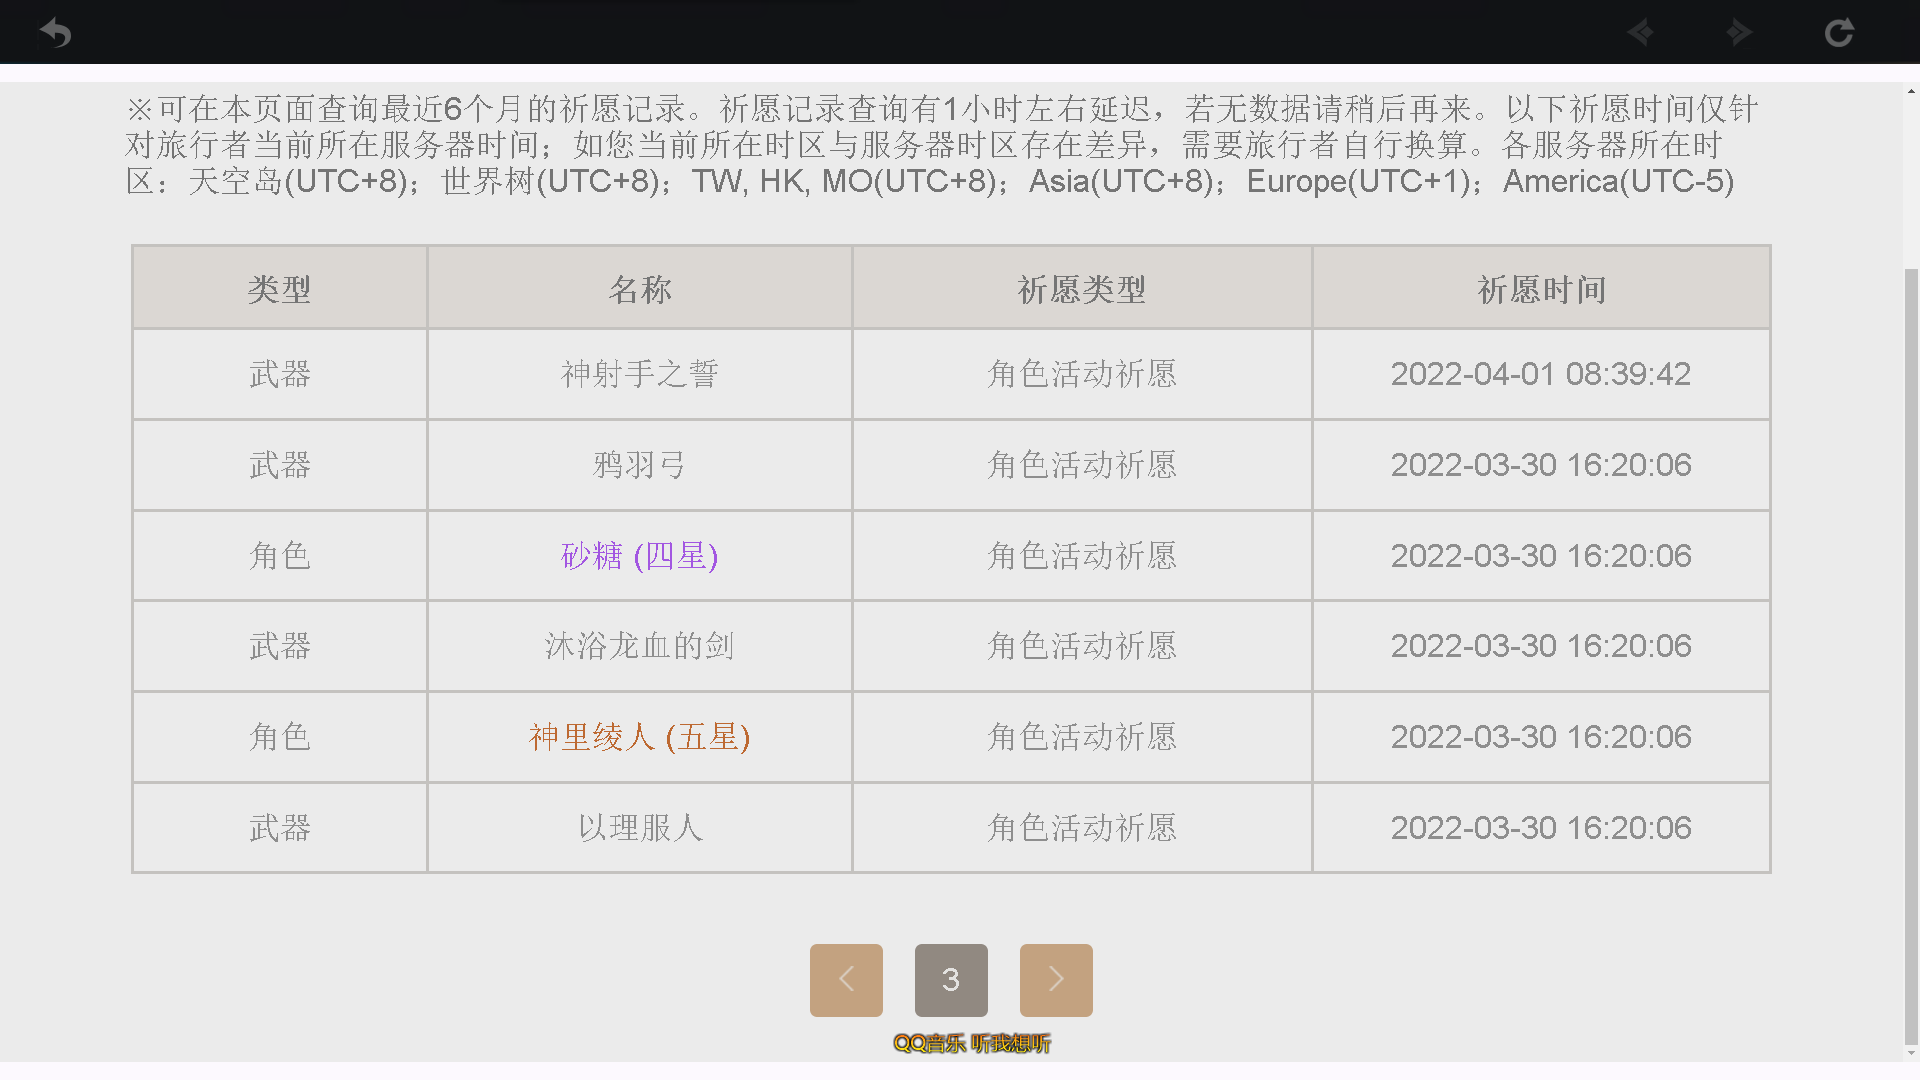 ※可在本页面查询最近6个月的祈愿记录。祈愿记录查询有1小时左右延迟，若无数据请稍后再来。以下祈愿时间仅针
对旅行者当前所在服务器时间；如您当前所在时区与服务器时区存在差异，需要旅行者自行换算。各服务器所在时
区：天空岛(UTC+8)；世界树(UTC+8)；TW, HK, MO(UTC+8)；Asia(UTC+8)；Europe(UTC+1)；America(UTC-5)
类型 名称 祈愿类型 祈愿时间
武器 神射手之誓 角色活动祈愿 2022-04-01 08:39:42
武器 鸦羽弓 角色活动祈愿 2022-03-30 16:20:06
角色 砂糖 (四星) 角色活动祈愿 2022-03-30 16:20:06
武器 沐浴龙血的剑 角色活动祈愿 2022-03-30 16:20:06
角色 神里绫人 (五星) 角色活动祈愿 2022-03-30 16:20:06
武器 以理服人 角色活动祈愿 2022-03-30 16:20:06
3
QQ音乐 听我想听